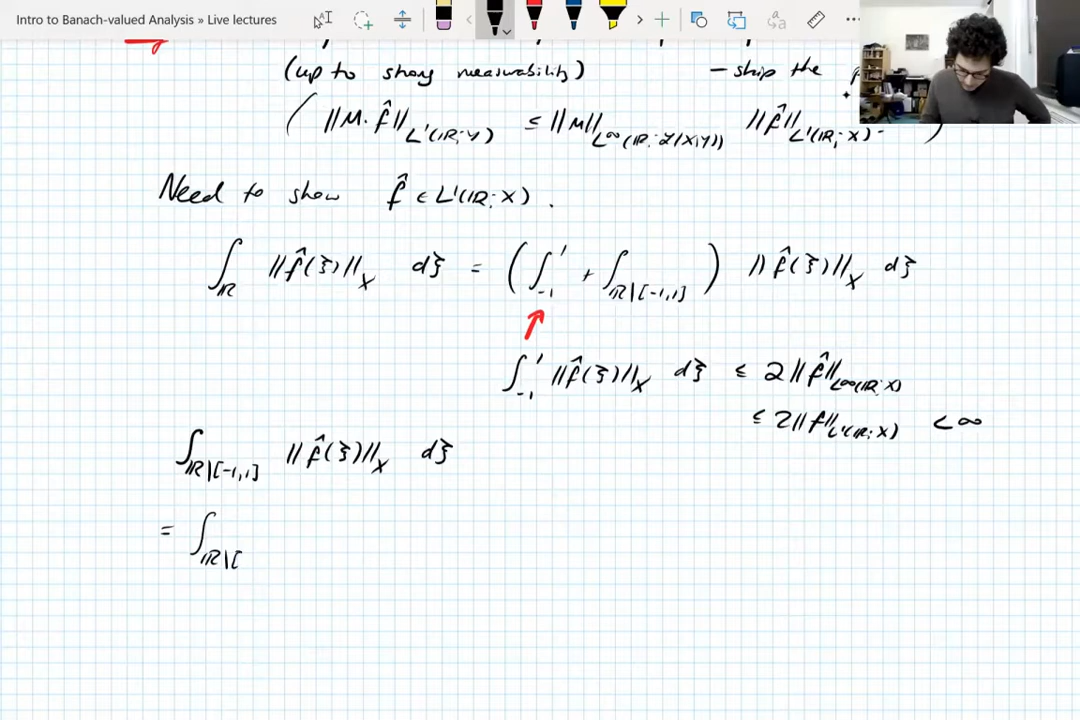 Intro to Banach-valued Analysis » Live lectures
(up to strong measurability) – skip the
( ||M·f̂||_{L¹(ℝ;Y)} ≤ ||M||_{L^∞(ℝ;ℒ(X,Y))} ||f̂||_{L¹(ℝ;X)}. )
Need to show f̂ ∈ L¹(ℝ;X).
∫_ℝ ||f̂(ξ)||_X dξ = ( ∫_{-1}^1 + ∫_{ℝ\[-1,1]} ) ||f̂(ξ)||_X dξ
∫_{-1}^1 ||f̂(ξ)||_X dξ ≤ 2||f̂||_{L^∞(ℝ;X)}
≤ 2||f||_{L¹(ℝ;X)} < ∞
∫_{ℝ\[-1,1]} ||f̂(ξ)||_X dξ
= ∫_{ℝ\[